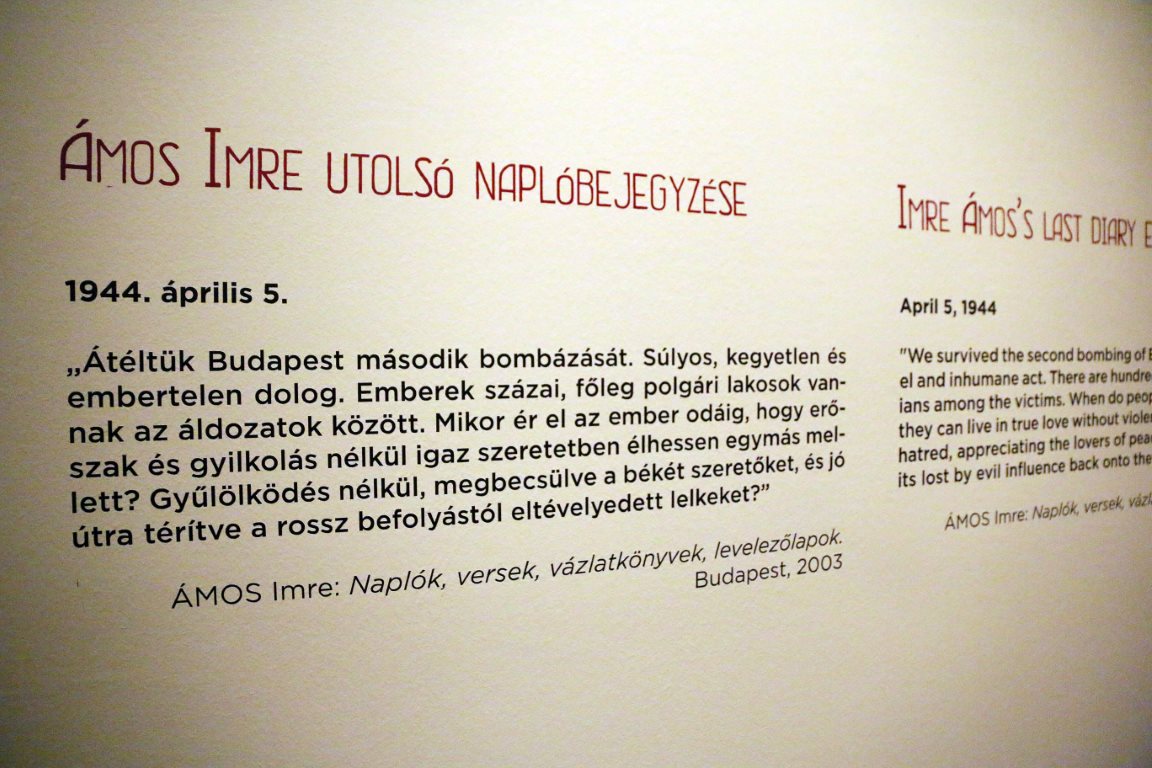 Ámos Imre utolsó naplóbejegyzése
1944. április 5.
„Átéltük Budapest második bombázását. Súlyos, kegyetlen és
embertelen dolog. Emberek százai, főleg polgári lakosok van-
nak az áldozatok között. Mikor ér el az ember odáig, hogy erő-
szak és gyilkolás nélkül igaz szeretetben élhessen egymás mel-
lett? Gyűlölködés nélkül, megbecsülve a békét szeretőket, és jó
útra térítve a rossz befolyástól eltévelyedett lelkeket?”
ÁMOS Imre: Naplók, versek, vázlatkönyvek, levelezőlapok.
Budapest, 2003
Imre Ámos's last diary
April 5, 1944
"We survived the second bombing of
el and inhumane act. There are hundre
ians among the victims. When do peop
they can live in true love without viole
hatred, appreciating the lovers of pea
its lost by evil influence back onto the
ÁMOS Imre: Naplók, versek, vázl